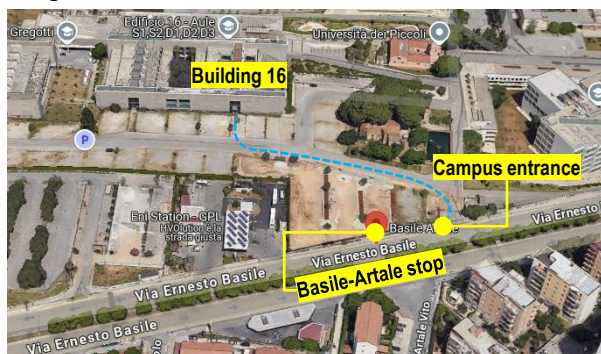 Gregotti
Edificio 16 - Aule
S1,S2,D1,D2,D3
Università dei Piccoli
Building 16
P
Campus entrance
Eni Station - GPL
HVOlution è la
strada giusta
Basile Artale
Via Ernesto
Via Ernesto Basile
Via Ernesto Basile
Basile-Artale stop
Artale Vito
Via Ernesto Basile